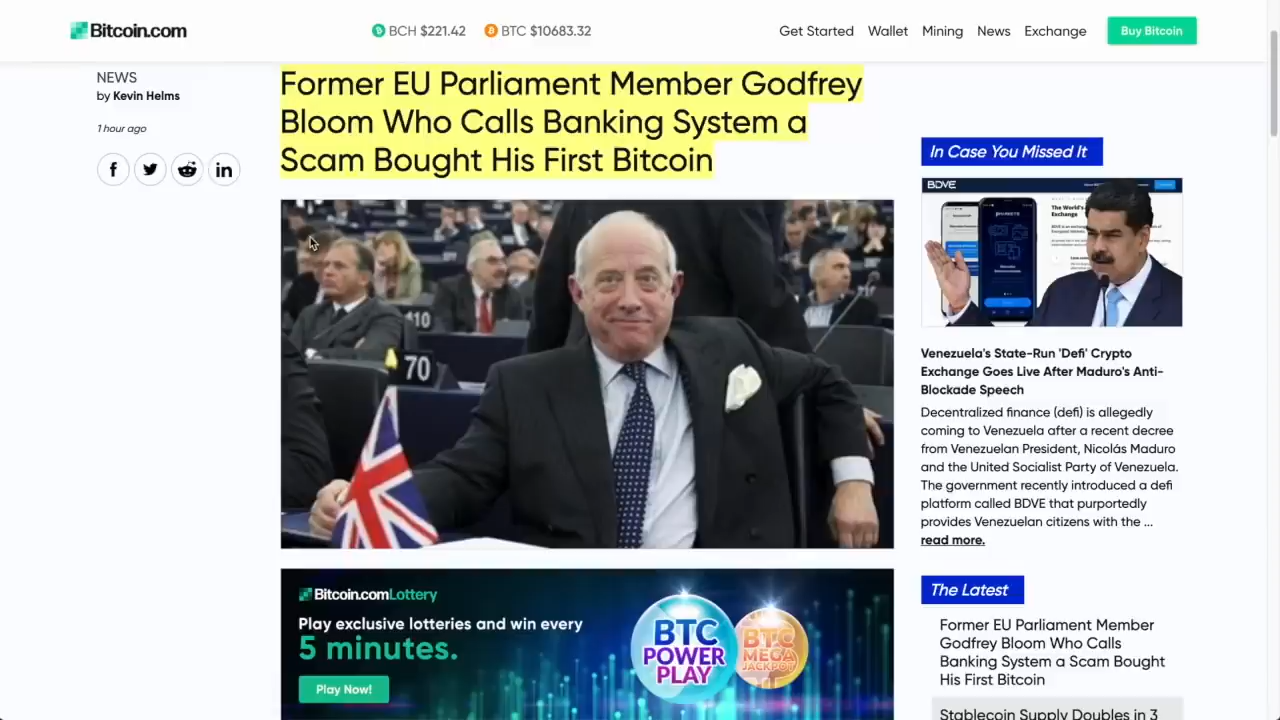 Bitcoin.com
BCH $221.42
BTC $10683.32
Get Started
Wallet
Mining
News
Exchange
Buy Bitcoin
NEWS
by Kevin Helms
1 hour ago
Former EU Parliament Member Godfrey
Bloom Who Calls Banking System a
Scam Bought His First Bitcoin
410
70
Bitcoin.comLottery
Play exclusive lotteries and win every
5 minutes.
Play Now!
BTC
POWER
PLAY
BTC
MEGA
JACKPOT
In Case You Missed It
BDVE
The World's
Exchange
Venezuela's State-Run 'Defi' Crypto
Exchange Goes Live After Maduro's Anti-
Blockade Speech
Decentralized finance (defi) is allegedly
coming to Venezuela after a recent decree
from Venezuelan President, Nicolás Maduro
and the United Socialist Party of Venezuela.
The government recently introduced a defi
platform called BDVE that purportedly
provides Venezuelan citizens with the ...
read more.
The Latest
Former EU Parliament Member
Godfrey Bloom Who Calls
Banking System a Scam Bought
His First Bitcoin
Stablecoin Supply Doubles in 3